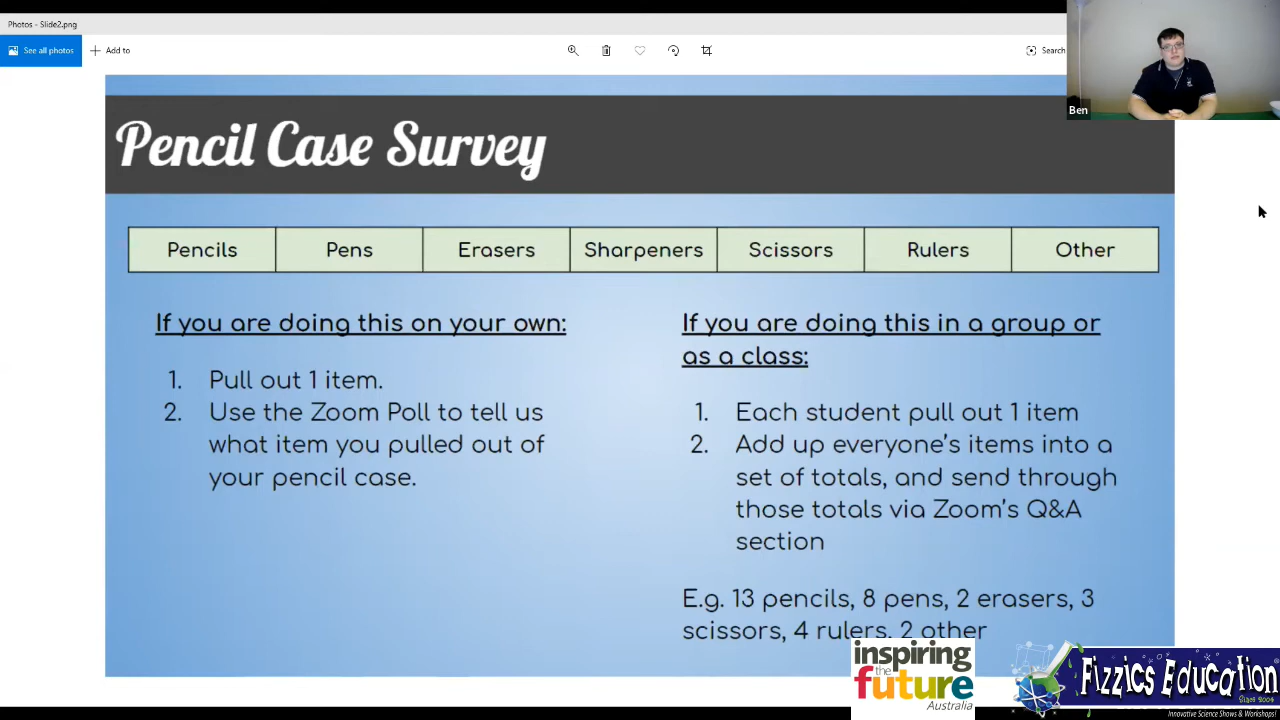 Photos - Slide2.png
See all photos
Add to
Search
Ben
Pencil Case Survey
Pencils
Pens
Erasers
Sharpeners
Scissors
Rulers
Other
If you are doing this on your own:
1. Pull out 1 item.
2. Use the Zoom Poll to tell us
what item you pulled out of
your pencil case.
If you are doing this in a group or
as a class:
1. Each student pull out 1 item
2. Add up everyone's items into a
set of totals, and send through
those totals via Zoom's Q&A
section
E.g. 13 pencils, 8 pens, 2 erasers, 3
scissors, 4 rulers, 2 other
inspiring
the
future
Australia
Fizzics Education
Since 2004
Innovative Science Shows & Workshops!